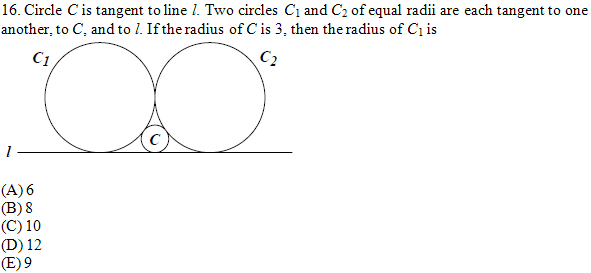 16. Circle C is tangent to line l. Two circles C1 and C2 of equal radii are each tangent to one
another, to C, and to l. If the radius of C is 3, then the radius of C1 is
C1
C2
C
l
(A) 6
(B) 8
(C) 10
(D) 12
(E) 9